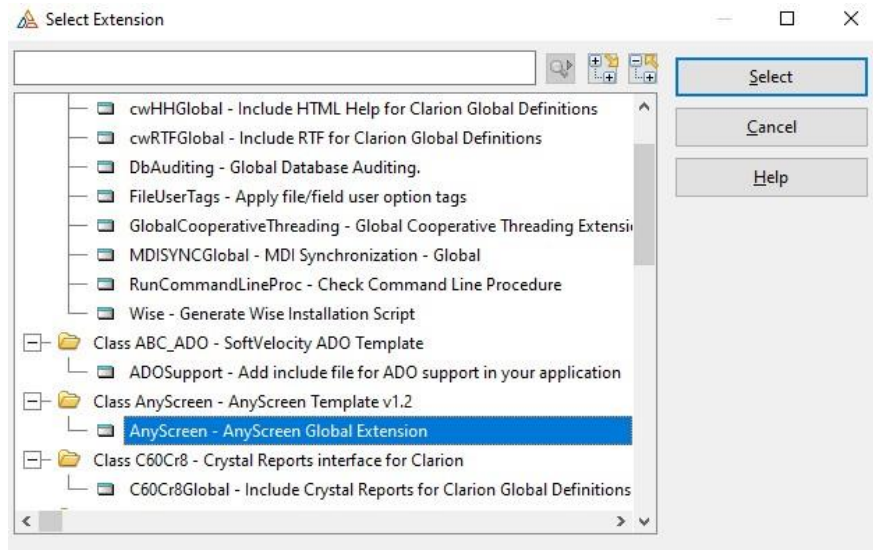 Select Extension
Select
Cancel
Help
cwHHGlobal - Include HTML Help for Clarion Global Definitions
cwRTFGlobal - Include RTF for Clarion Global Definitions
DbAuditing - Global Database Auditing.
FileUserTags - Apply file/field user option tags
GlobalCooperativeThreading - Global Cooperative Threading Extensi
MDISYNCGlobal - MDI Synchronization - Global
RunCommandLineProc - Check Command Line Procedure
Wise - Generate Wise Installation Script
Class ABC_ADO - SoftVelocity ADO Template
ADOSupport - Add include file for ADO support in your application
Class AnyScreen - AnyScreen Template v1.2
AnyScreen - AnyScreen Global Extension
Class C60Cr8 - Crystal Reports interface for Clarion
C60Cr8Global - Include Crystal Reports for Clarion Global Definitions